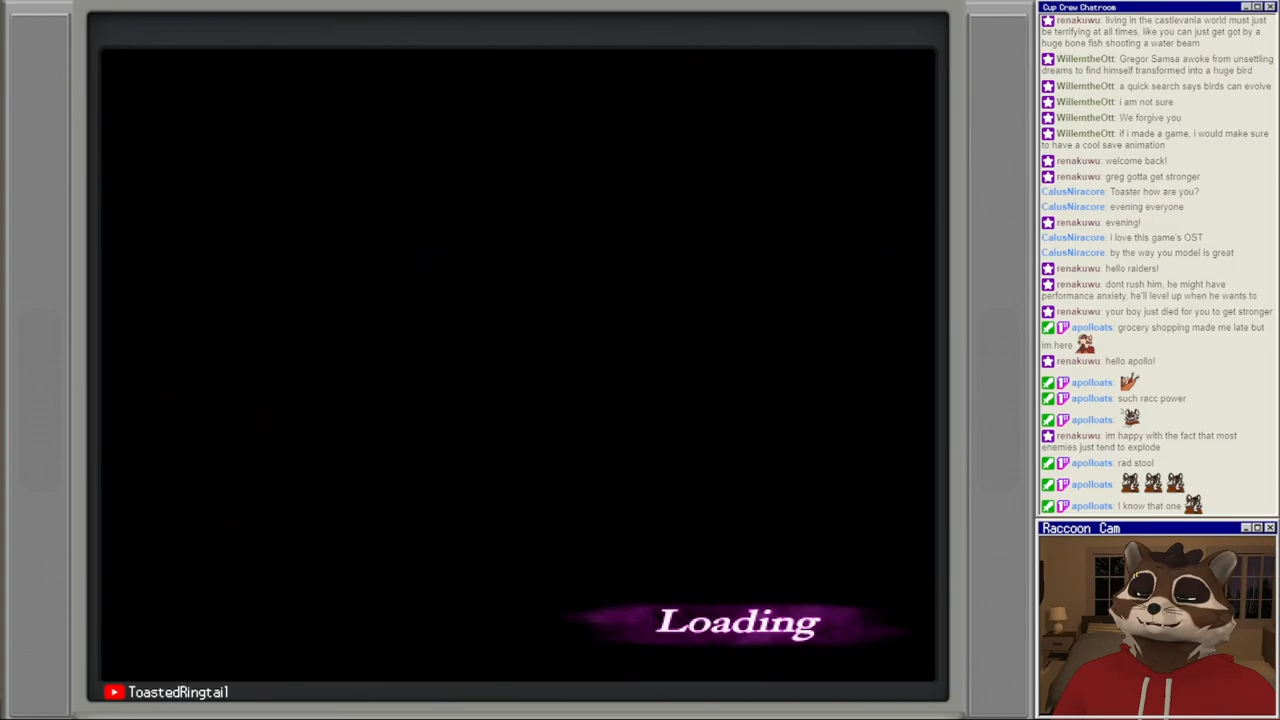 Cup Crew Chatroom
renakuwu: living in the castlevania world must just
be terrifying at all times, like you can just get got by a
huge bone fish shooting a water beam
WillemtheOtt: Gregor Samsa awoke from unsettling
dreams to find himself transformed into a huge bird
WillemtheOtt: a quick search says birds can evolve
WillemtheOtt: i am not sure
WillemtheOtt: We forgive you
WillemtheOtt: if i made a game, i would make sure
to have a cool save animation
renakuwu: welcome back!
renakuwu: greg gotta get stronger
CalusNiracore: Toaster how are you?
CalusNiracore: evening everyone
renakuwu: evening!
CalusNiracore: i love this game's OST
CalusNiracore: by the way you model is great
renakuwu: hello raiders!
renakuwu: dont rush him, he might have
performance anxiety, he'll level up when he wants to
renakuwu: your boy just died for you to get stronger
apolloats: grocery shopping made me late but
im here
renakuwu: hello apollo!
apolloats:
apolloats: such racc power
apolloats:
renakuwu: im happy with the fact that most
enemies just tend to explode
apolloats: rad stool
apolloats:
apolloats: I know that one
Raccoon Cam
Loading
ToastedRingtail